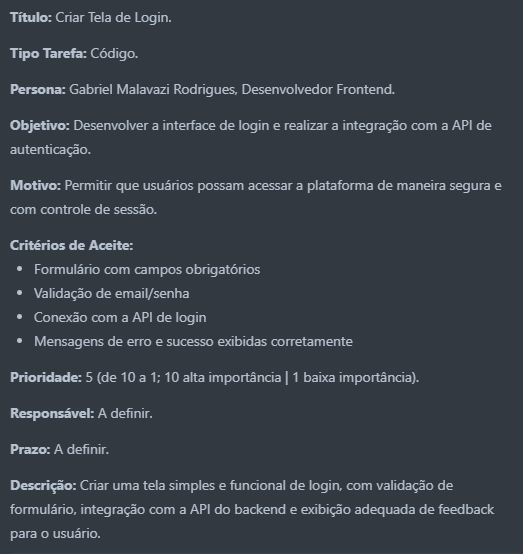 Título: Criar Tela de Login.
Tipo Tarefa: Código.
Persona: Gabriel Malavazi Rodrigues, Desenvolvedor Frontend.
Objetivo: Desenvolver a interface de login e realizar a integração com a API de
autenticação.
Motivo: Permitir que usuários possam acessar a plataforma de maneira segura e
com controle de sessão.
Critérios de Aceite:
• Formulário com campos obrigatórios
• Validação de email/senha
• Conexão com a API de login
• Mensagens de erro e sucesso exibidas corretamente
Prioridade: 5 (de 10 a 1; 10 alta importância | 1 baixa importância).
Responsável: A definir.
Prazo: A definir.
Descrição: Criar uma tela simples e funcional de login, com validação de
formulário, integração com a API do backend e exibição adequada de feedback
para o usuário.